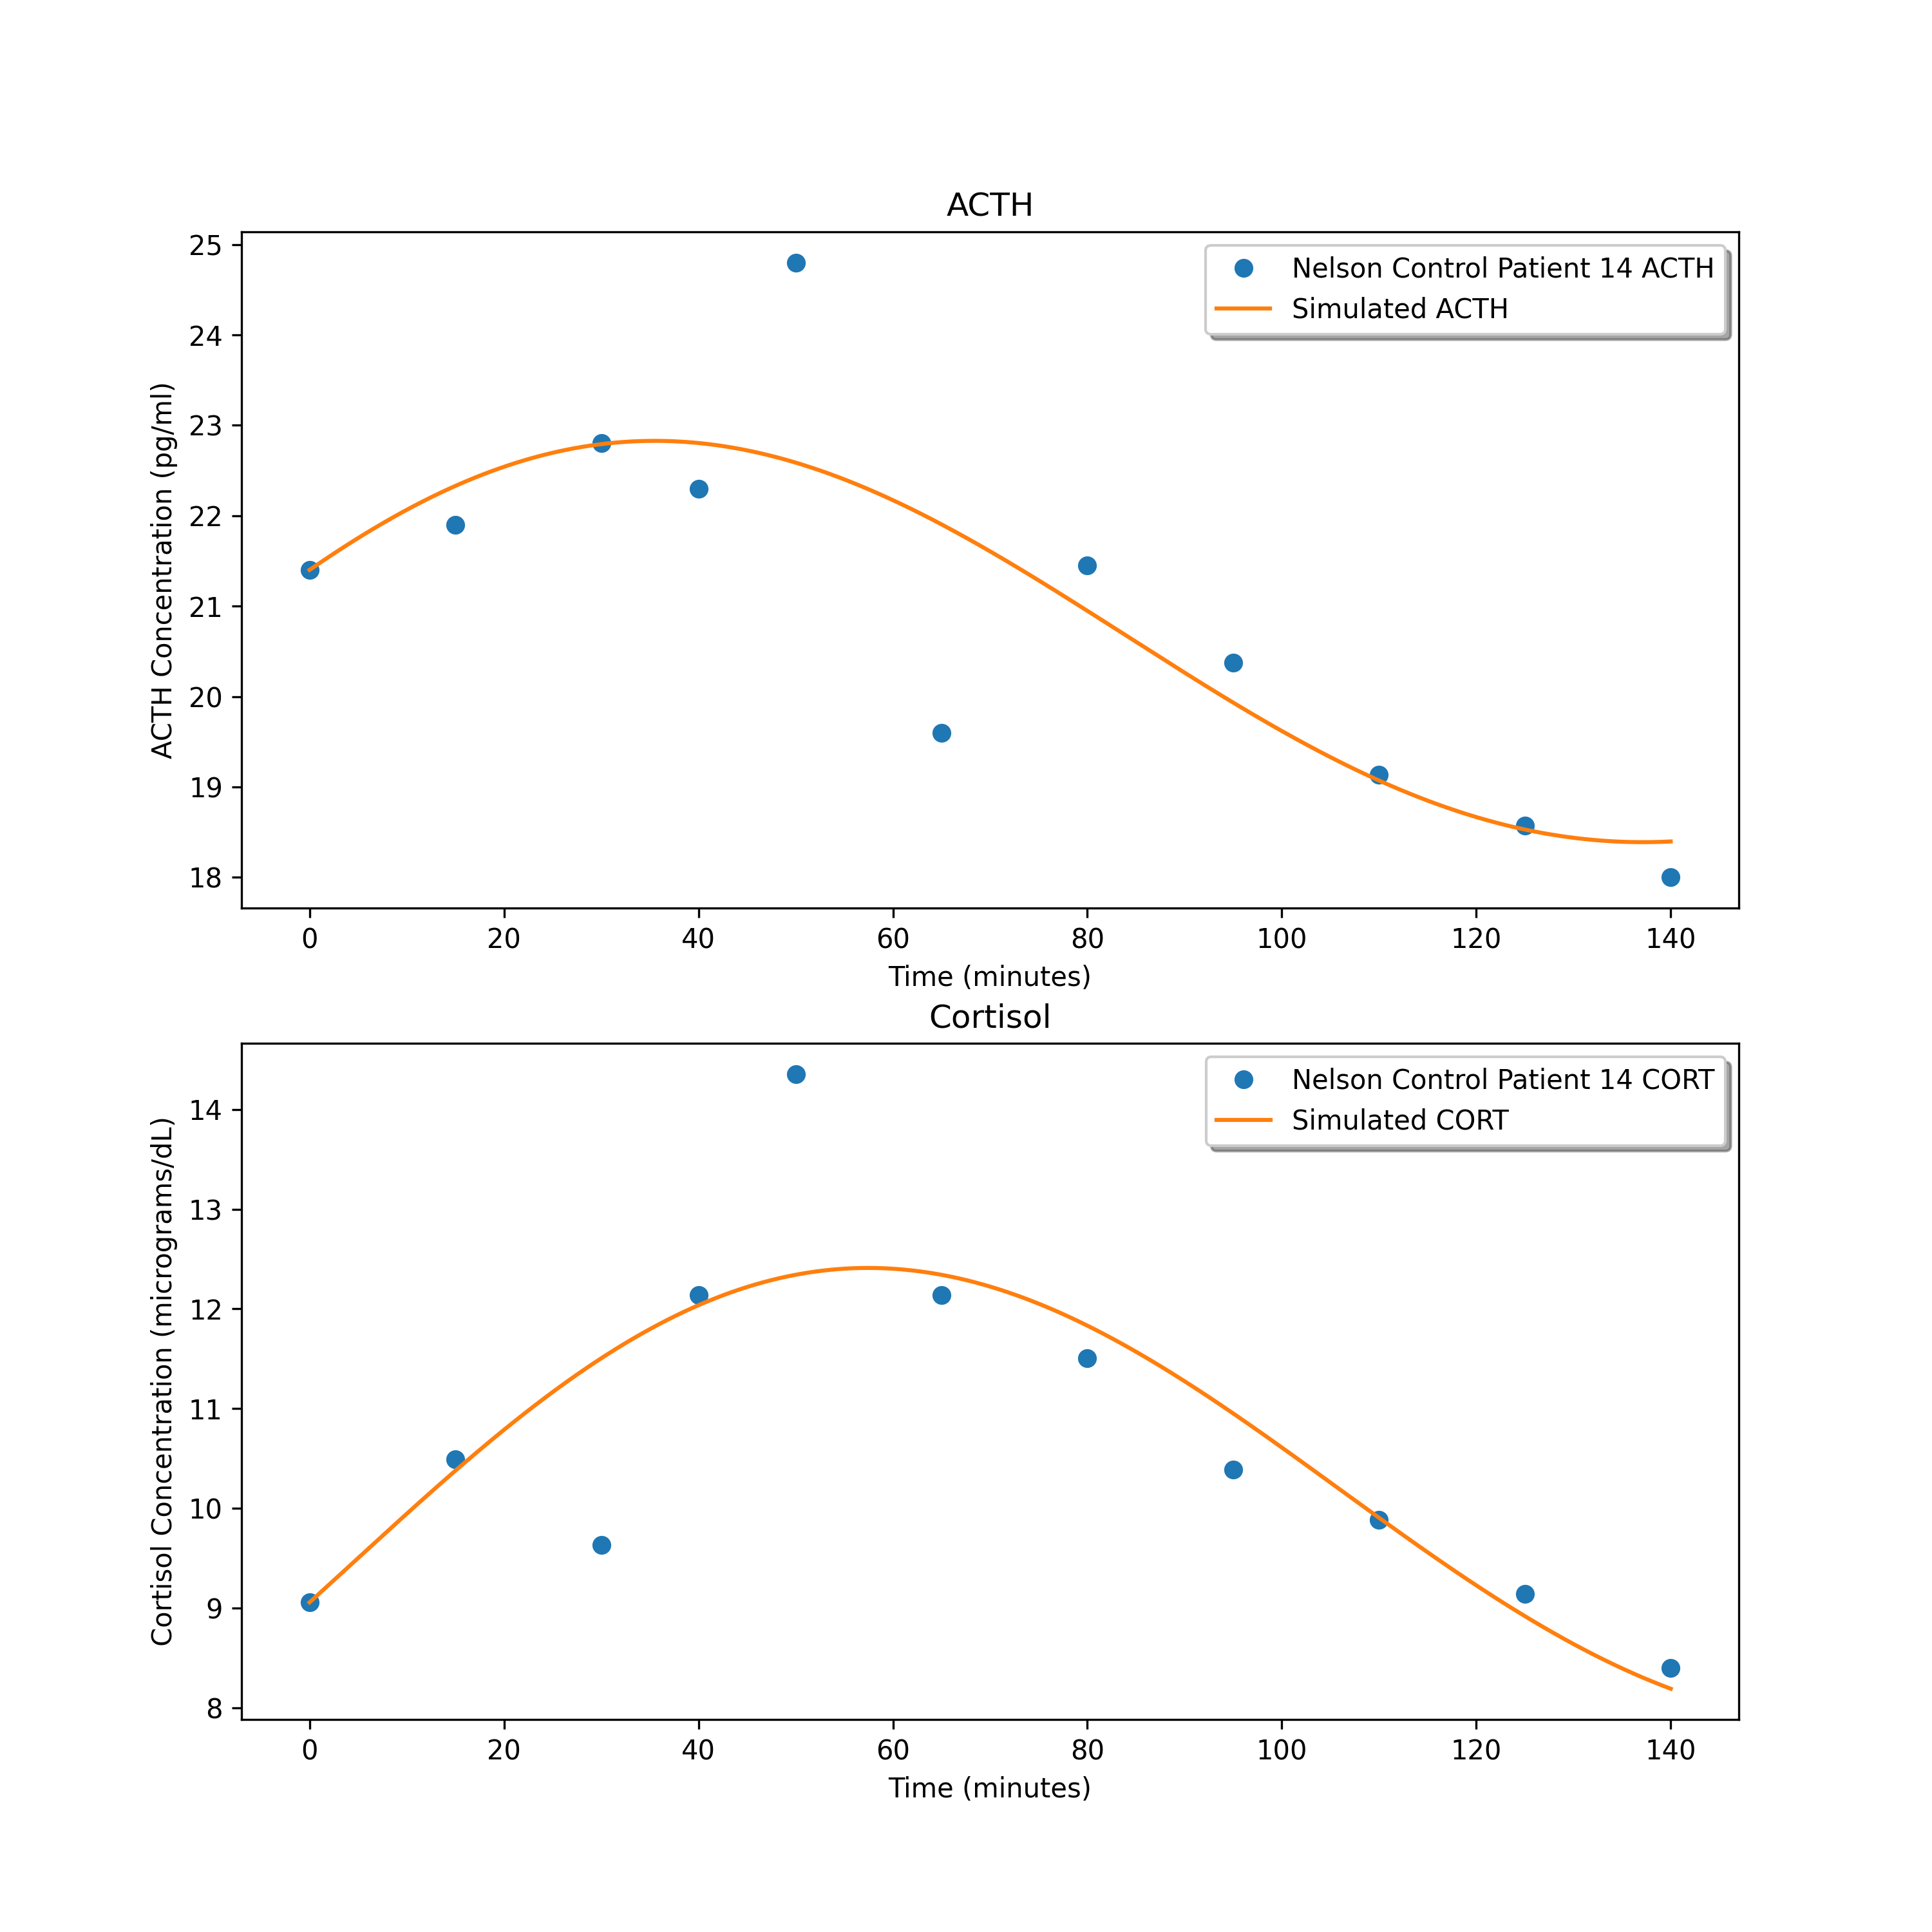 ACTH
25
24
23
22
21
20
19
18
ACTH Concentration (pg/ml)
Nelson Control Patient 14 ACTH
Simulated ACTH
0 20 40 60 80 100 120 140
Time (minutes)
Cortisol
14
13
12
11
10
9
8
Cortisol Concentration (micrograms/dL)
Nelson Control Patient 14 CORT
Simulated CORT
0 20 40 60 80 100 120 140
Time (minutes)